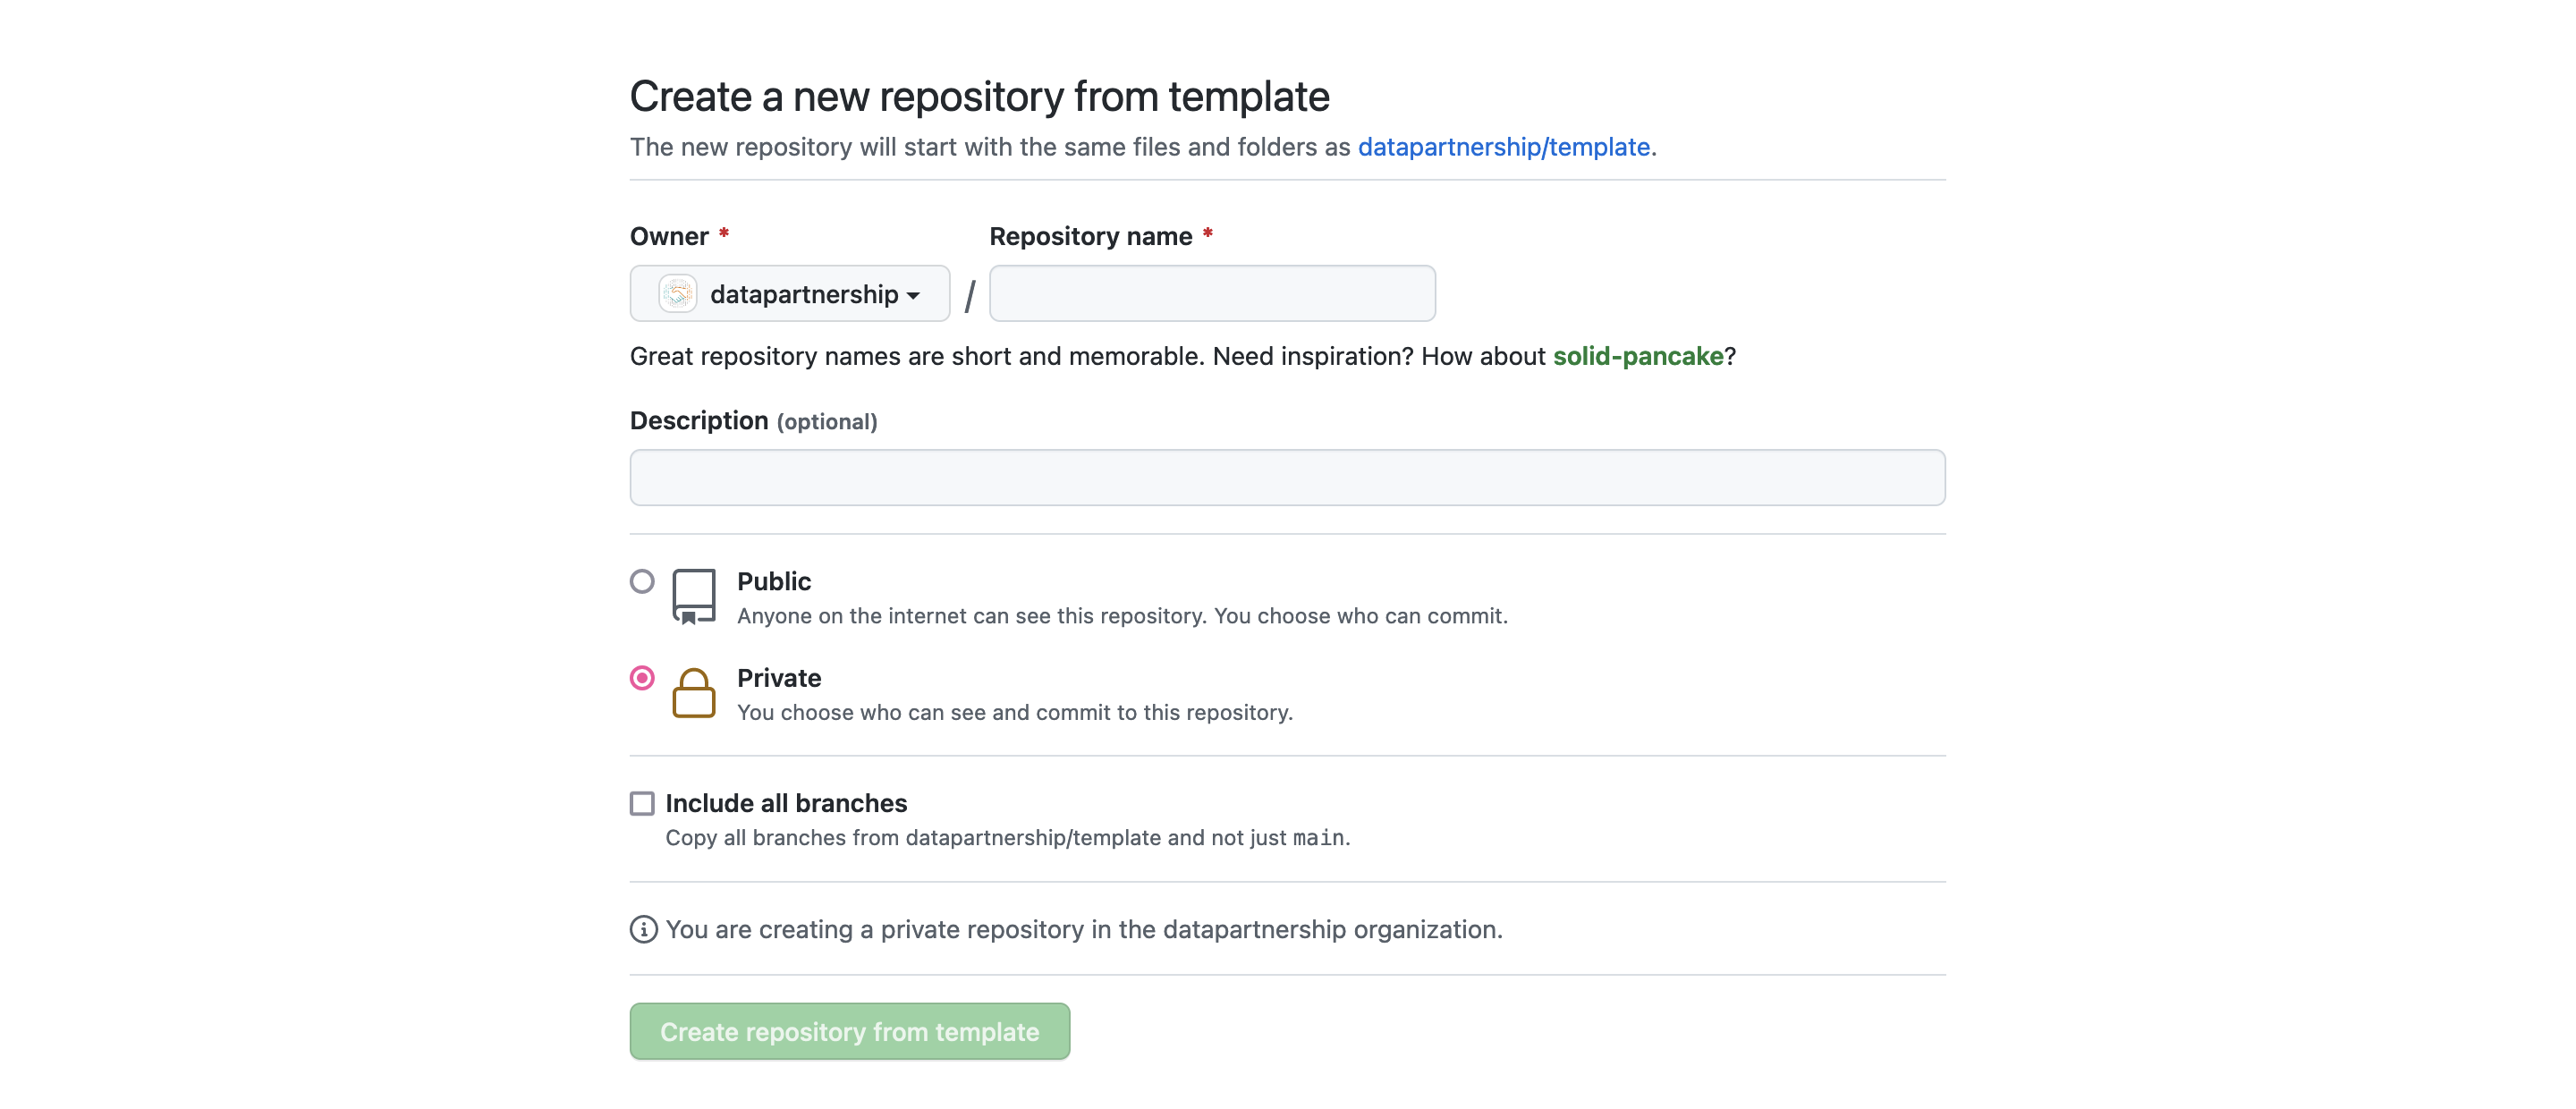 Create a new repository from template
The new repository will start with the same files and folders as datapartnership/template.
Owner * Repository name *
datapartnership /
Great repository names are short and memorable. Need inspiration? How about solid-pancake?
Description (optional)
Public
Anyone on the internet can see this repository. You choose who can commit.
Private
You choose who can see and commit to this repository.
Include all branches
Copy all branches from datapartnership/template and not just main.
You are creating a private repository in the datapartnership organization.
Create repository from template